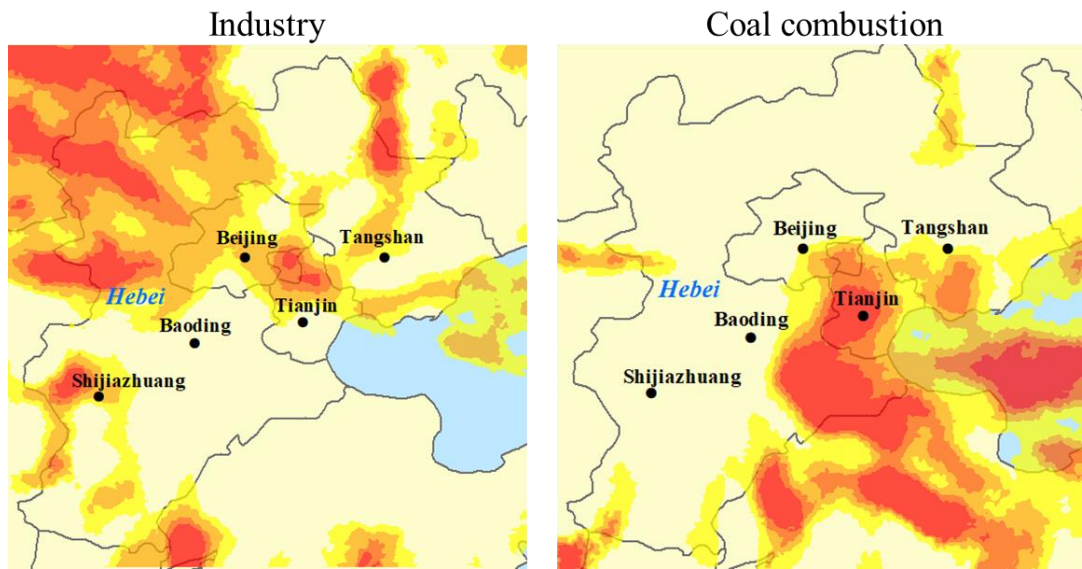 Industry
Coal combustion
Beijing
Tangshan
Hebei
Tianjin
Baoding
Shijiazhuang
Beijing
Tangshan
Hebei
Tianjin
Baoding
Shijiazhuang